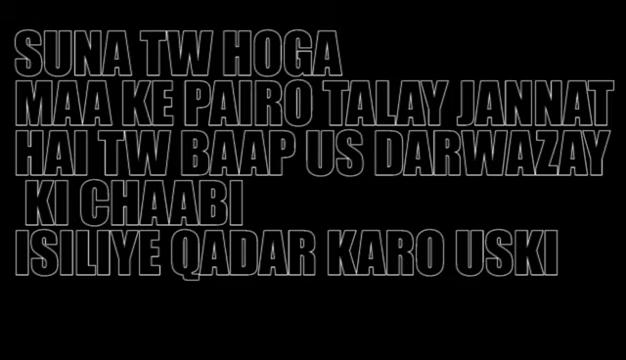 SUNA TW HOGA
MAA KE PAIRO TALAY JANNAT
HAI TW BAAP US DARWAZAY
KI CHAABI
ISILIYE QADAR KARO USKI